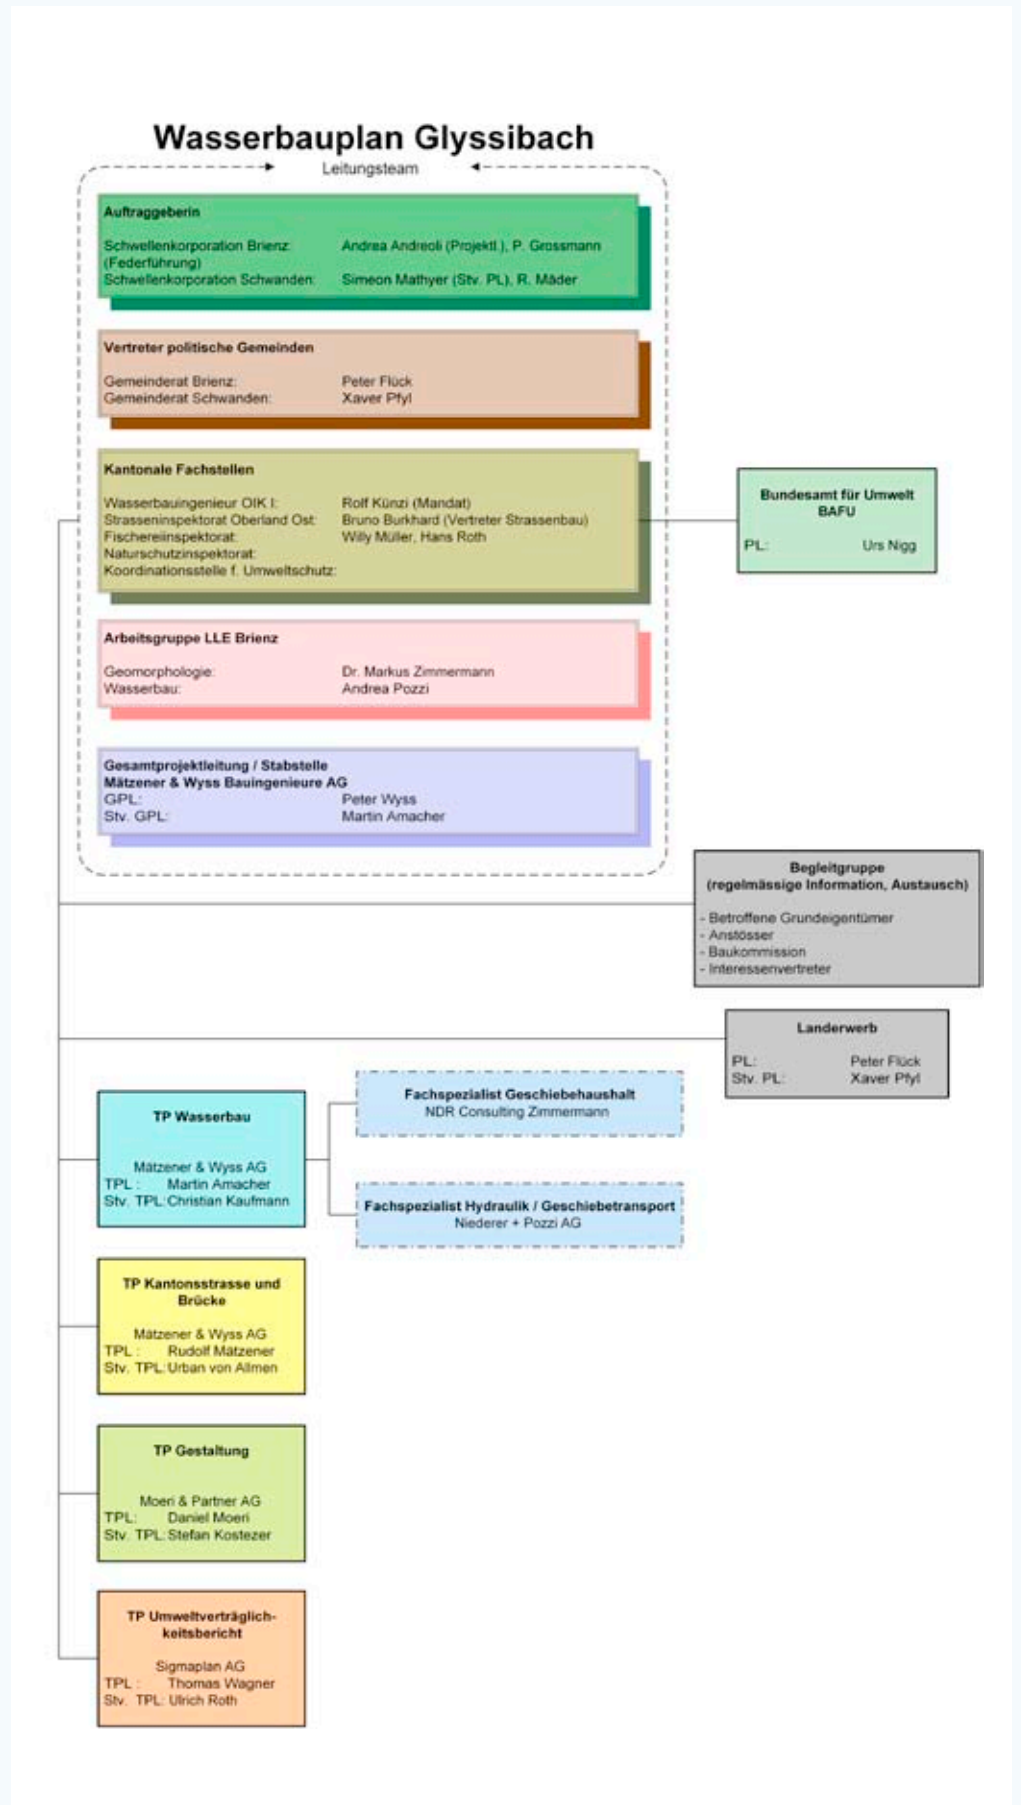 Wasserbauplan Glyssibach
Leitungsteam
Auftraggeberin
Schwellenkorporation Brienz: Andrea Andreoli (Projektl.), P. Grossmann
(Federführung)
Schwellenkorporation Schwanden: Simeon Mathyer (Stv. PL), R. Mäder
Vertreter politische Gemeinden
Gemeinderat Brienz: Peter Flück
Gemeinderat Schwanden: Xaver Pfyl
Kantonale Fachstellen
Wasserbauingenieur OIK I: Rolf Künzi (Mandat)
Strasseninspektorat Oberland Ost: Bruno Burkhard (Vertreter Strassenbau)
Fischereiinspektorat: Willy Müller, Hans Roth
Naturschutzinspektorat:
Koordinationsstelle f. Umweltschutz:
Bundesamt für Umwelt
BAFU
PL: Urs Nigg
Arbeitsgruppe LLE Brienz
Geomorphologie: Dr. Markus Zimmermann
Wasserbau: Andrea Pozzi
Gesamtprojektleitung / Stabstelle
Mätzener & Wyss Bauingenieure AG
GPL: Peter Wyss
Stv. GPL: Martin Amacher
Begleitgruppe
(regelmässige Information, Austausch)
- Betroffene Grundeigentümer
- Anstösser
- Baukommission
- Interessenvertreter
Landerwerb
PL: Peter Flück
Stv. PL: Xaver Pfyl
TP Wasserbau
Mätzener & Wyss AG
TPL : Martin Amacher
Stv. TPL: Christian Kaufmann
Fachspezialist Geschiebehaushalt
NDR Consulting Zimmermann
Fachspezialist Hydraulik / Geschiebetransport
Niederer + Pozzi AG
TP Kantonsstrasse und
Brücke
Mätzener & Wyss AG
TPL : Rudolf Mätzener
Stv. TPL: Urban von Allmen
TP Gestaltung
Moeri & Partner AG
TPL: Daniel Moeri
Stv. TPL: Stefan Kostezer
TP Umweltverträglich-
keitsbericht
Sigmaplan AG
TPL : Thomas Wagner
Stv. TPL: Ulrich Roth